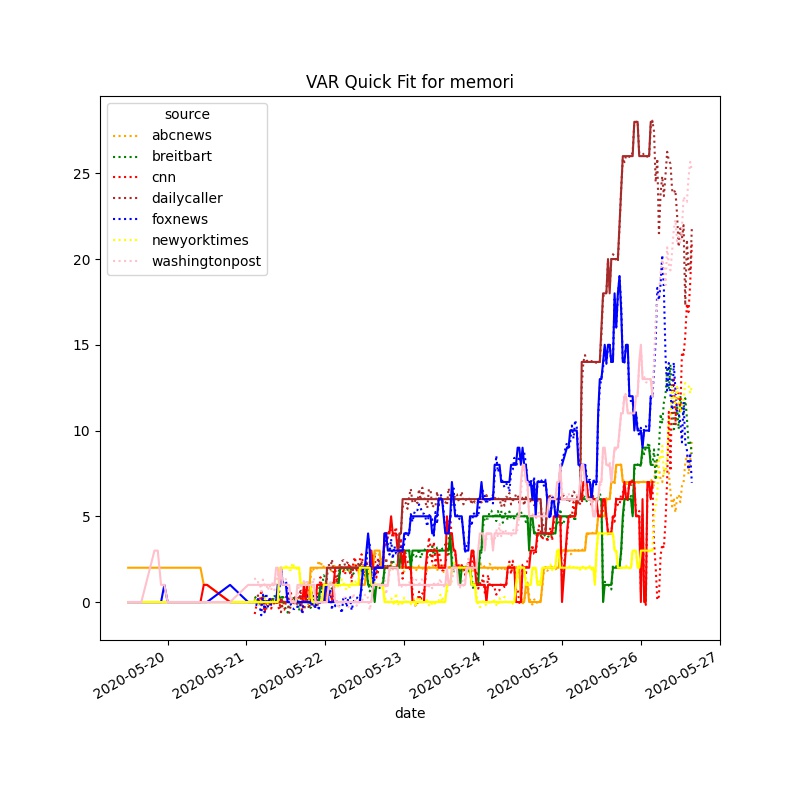 VAR Quick Fit for memori
source
abcnews
breitbart
cnn
dailycaller
foxnews
newyorktimes
washingtonpost
25
20
15
10
5
0
2020-05-20
2020-05-21
2020-05-22
2020-05-23
2020-05-24
2020-05-25
2020-05-26
2020-05-27
date